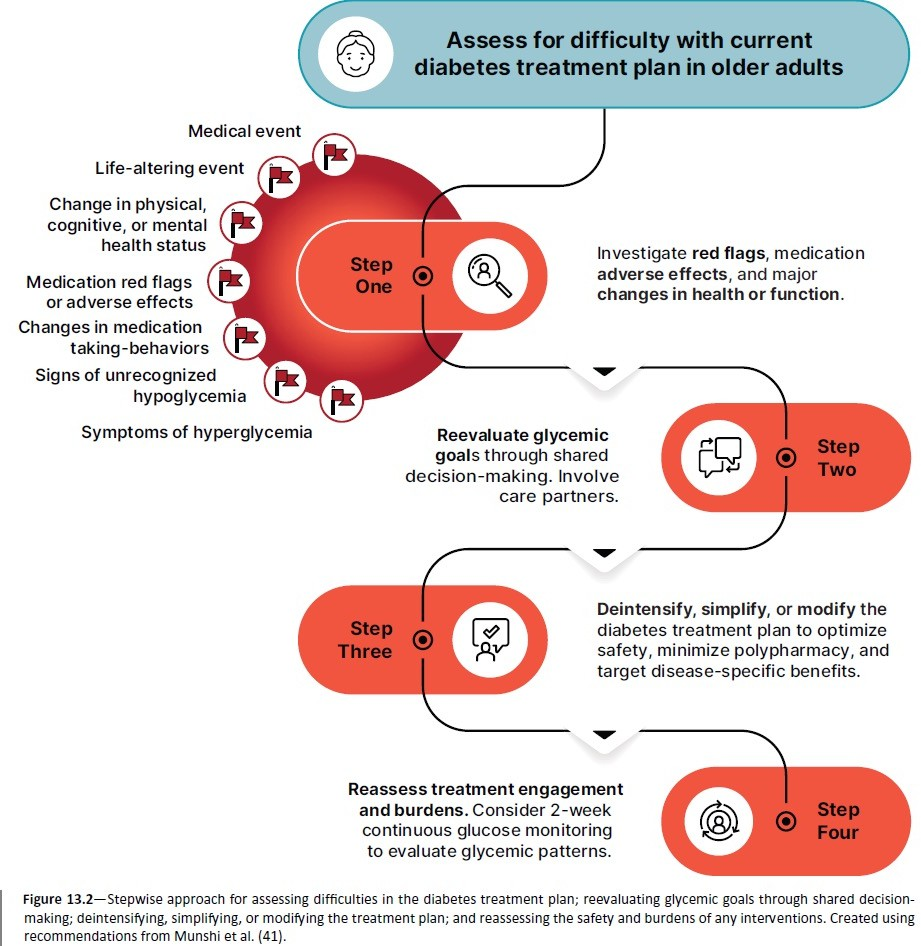 Assess for difficulty with current
diabetes treatment plan in older adults
Medical event
Life-altering event
Change in physical,
cognitive, or mental
health status
Medication red flags
or adverse effects
Changes in medication
taking-behaviors
Signs of unrecognized
hypoglycemia
Symptoms of hyperglycemia
Step
One
Investigate red flags, medication
adverse effects, and major
changes in health or function.
Reevaluate glycemic
goals through shared
decision-making. Involve
care partners.
Step
Two
Step
Three
Deintensify, simplify, or modify the
diabetes treatment plan to optimize
safety, minimize polypharmacy, and
target disease-specific benefits.
Reassess treatment engagement
and burdens. Consider 2-week
continuous glucose monitoring
to evaluate glycemic patterns.
Step
Four
Figure 13.2—Stepwise approach for assessing difficulties in the diabetes treatment plan; reevaluating glycemic goals through shared decision-
making; deintensifying, simplifying, or modifying the treatment plan; and reassessing the safety and burdens of any interventions. Created using
recommendations from Munshi et al. (41).